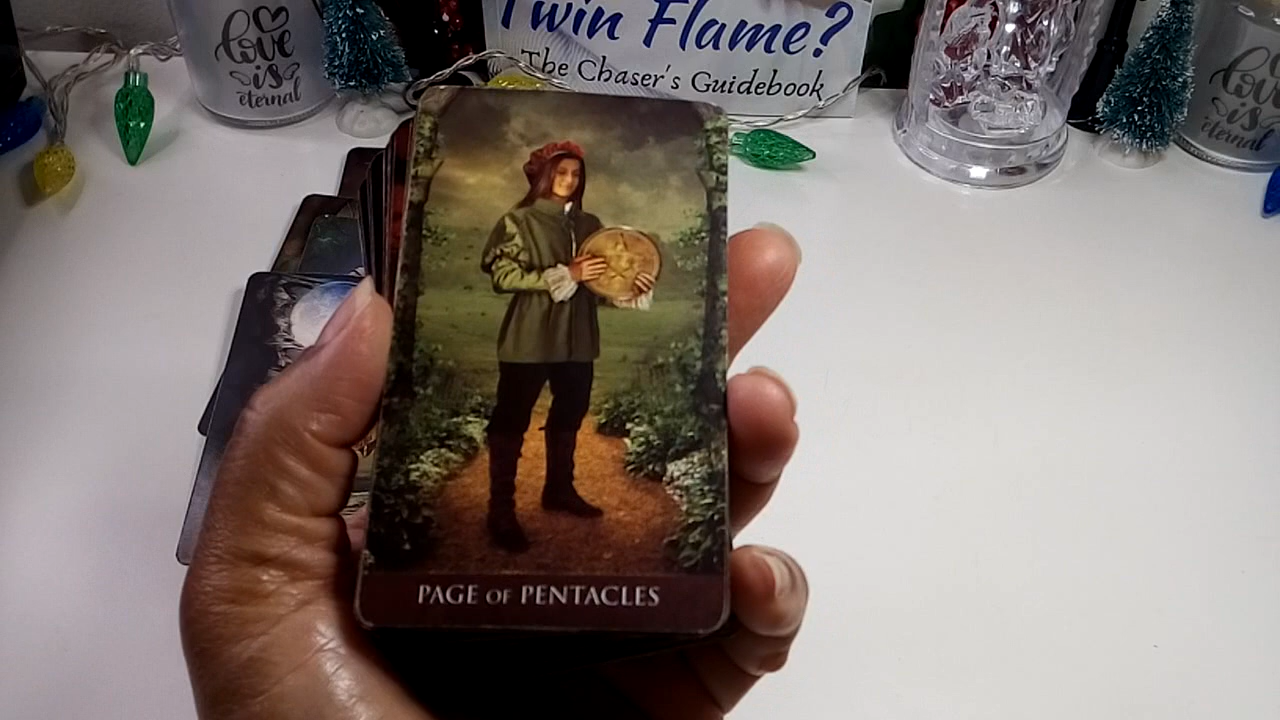 love
is
eternal
Twin Flame?
The Chaser's Guidebook
love
is
eternal
PAGE OF PENTACLES